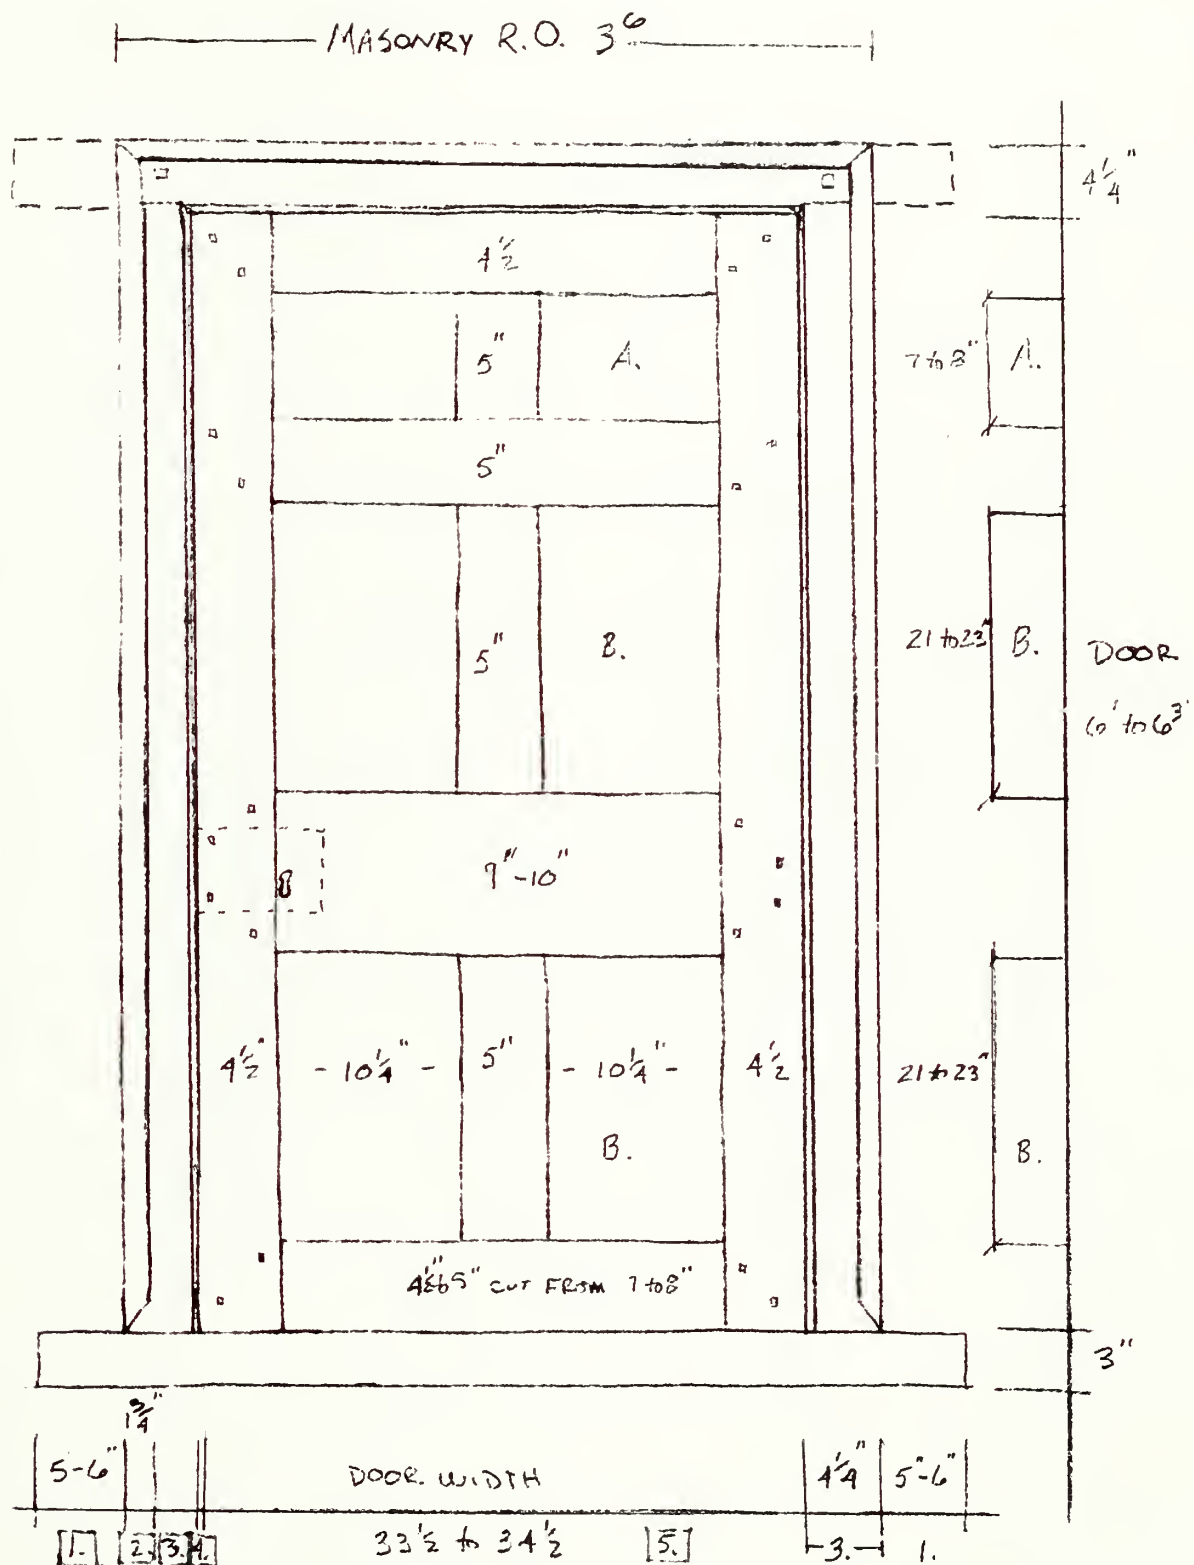 MASONRY R.O. 3⁶
4¼"
4½
5" A. 7 to 8" A.
5"
5" B. 21 to 23" B. DOOR
6' to 6³'
9"-10"
4½" - 10¼" - 5" - 10¼" - 4½ 21 to 23"
B. B.
4½ to 5" CUT FROM 7 to 8"
3"
1¾"
5-6" DOOR WIDTH 4¼" 5"-6"
1. 2. 3. 4. 33½ to 34½ 5. 3. 1.